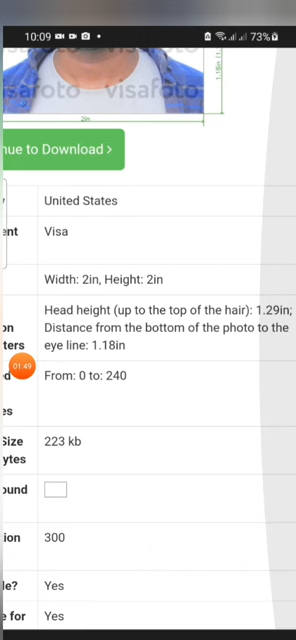 10:09
73%
visafoto
visafoto
1.18in (1.
2in
nue to Download >
y
United States
ent
Visa
Width: 2in, Height: 2in
Head height (up to the top of the hair): 1.29in;
on
Distance from the bottom of the photo to the
ters
eye line: 1.18in
01:49
d
From: 0 to: 240
es
Size
223 kb
ytes
ound
ion
300
le?
Yes
e for
Yes